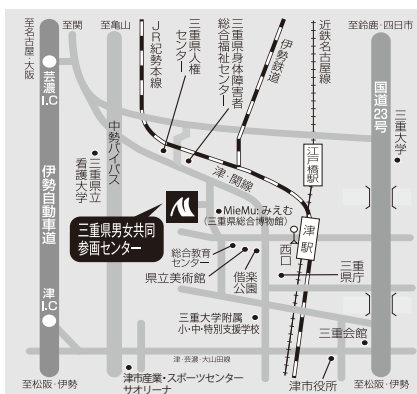 至名古屋・大阪
至関
至亀山
JR紀勢本線
三重県人権
センター
三重県身体障害者
総合福祉センター
伊勢鉄道
近鉄名古屋線
至鈴鹿・四日市
芸濃
I.C
中勢バイパス
国道23号
三重大学
三重県立
看護大学
伊勢自動車道
江戸橋駅
津・関線
MieMu:みえむ
(三重県総合博物館)
三重県男女共同
参画センター
津駅
西口
総合教育
センター
県立美術館
偕楽
公園
三重
県庁
津
I.C
三重大学附属
小・中・特別支援学校
三重会館
津・芸濃・大山田線
津市産業・スポーツセンター
サオリーナ
津市役所
至松阪・伊勢
至松阪・伊勢